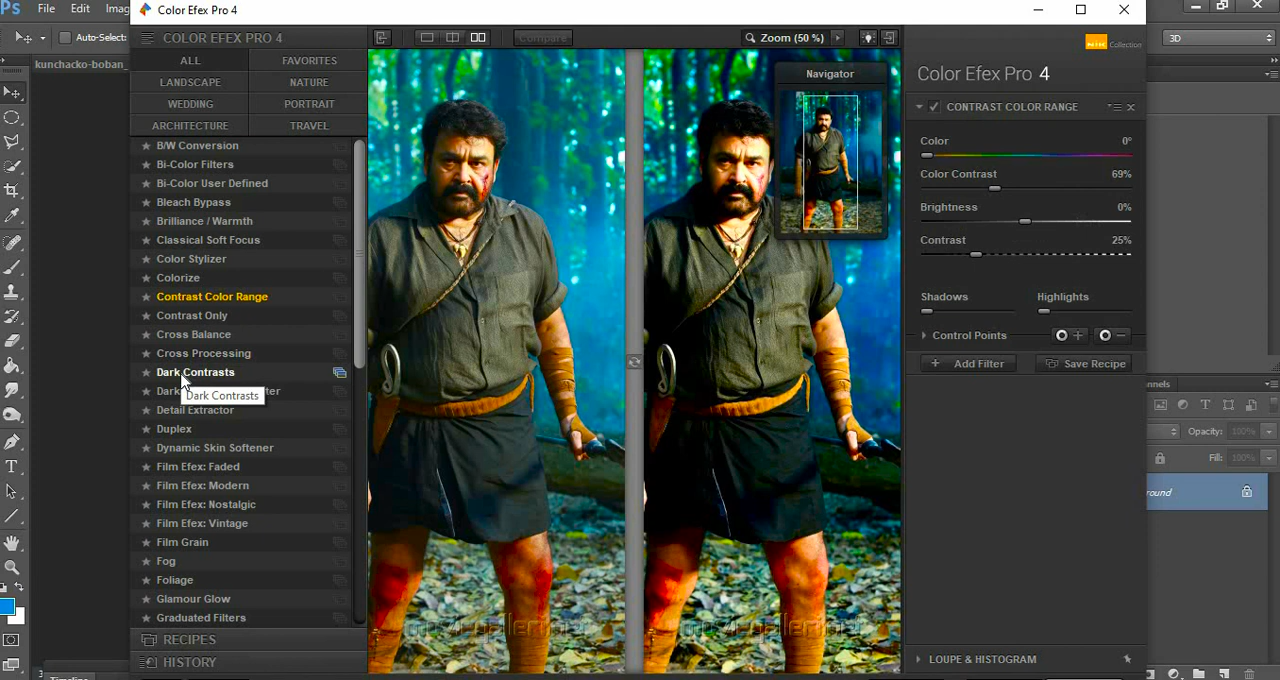 Ps File Edit Ima
Color Efex Pro 4
Auto-Select:
3D
kunchacko-boban_
COLOR EFEX PRO 4
Compare
Zoom (50 %)
Nik Collection
ALL FAVORITES
LANDSCAPE NATURE
WEDDING PORTRAIT
ARCHITECTURE TRAVEL
B/W Conversion
Bi-Color Filters
Bi-Color User Defined
Bleach Bypass
Brilliance / Warmth
Classical Soft Focus
Color Stylizer
Colorize
Contrast Color Range
Contrast Only
Cross Balance
Cross Processing
Dark Contrasts
Dark Contrasts
ter
Detail Extractor
Duplex
Dynamic Skin Softener
Film Efex: Faded
Film Efex: Modern
Film Efex: Nostalgic
Film Efex: Vintage
Film Grain
Fog
Foliage
Glamour Glow
Graduated Filters
RECIPES
HISTORY
Navigator
Color Efex Pro 4
CONTRAST COLOR RANGE
Color 0°
Color Contrast 69%
Brightness 0%
Contrast 25%
Shadows Highlights
Control Points
Add Filter Save Recipe
LOUPE & HISTOGRAM
nnels
Opacity: 100%
Fill: 100%
round
Timeline